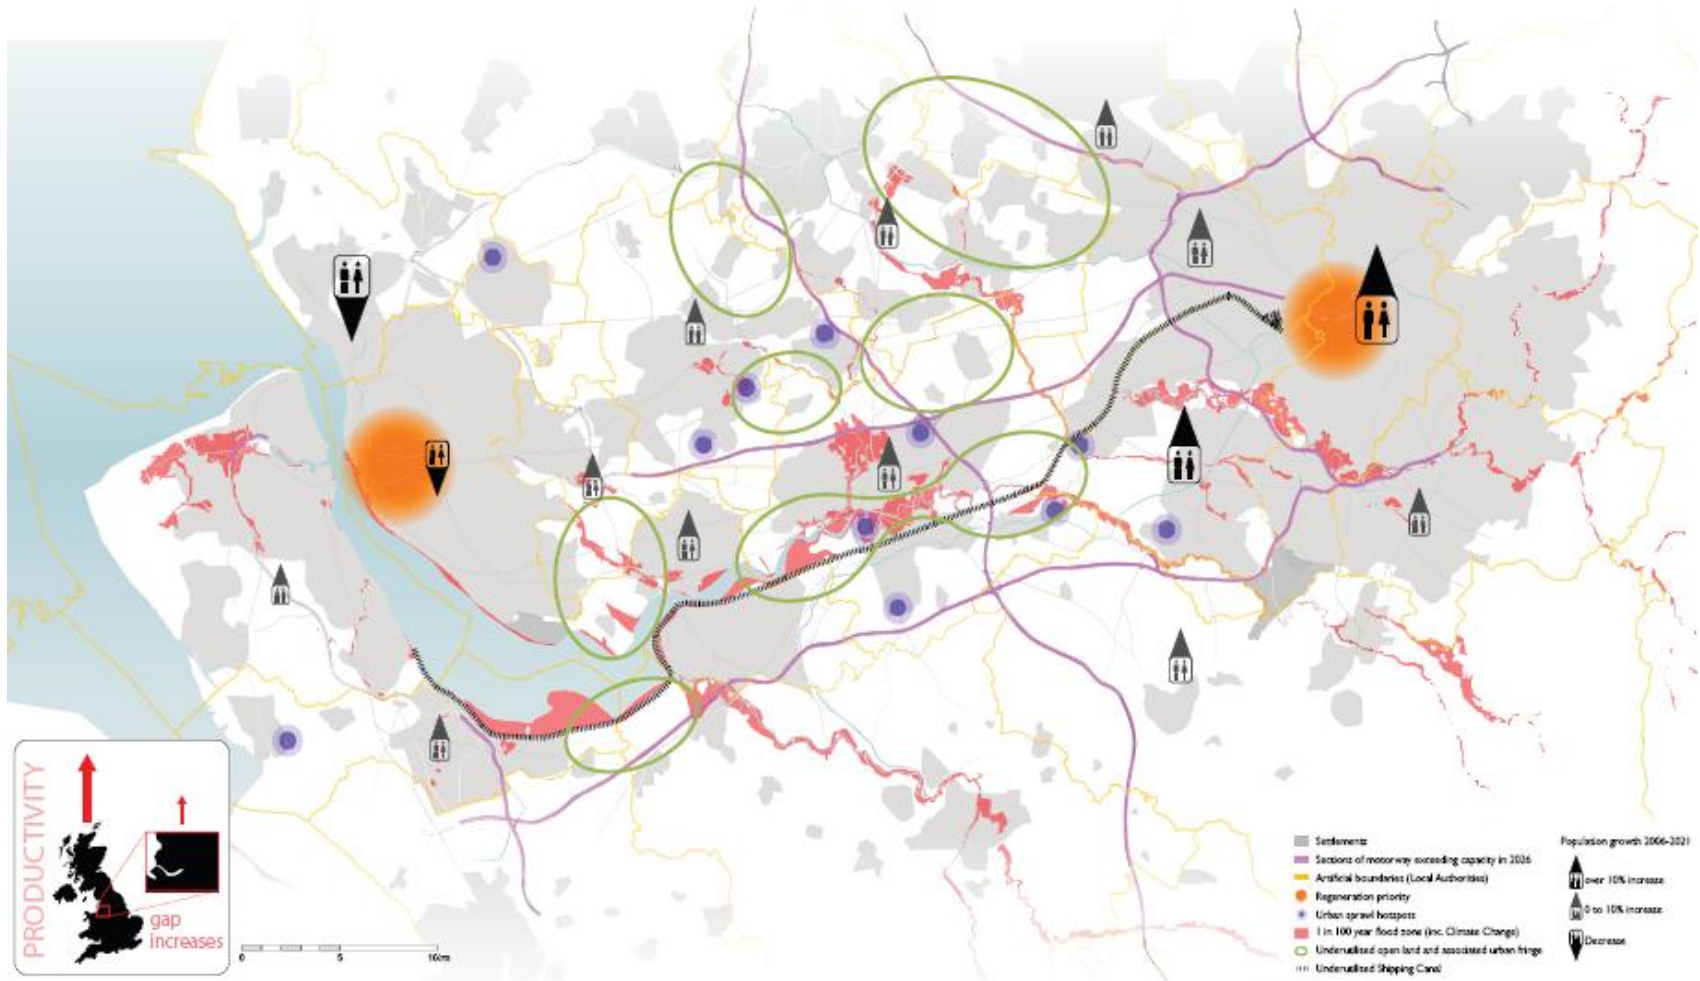 PRODUCTIVITY
gap
increases
0 5 10km
Settlements
Sections of motorway exceeding capacity in 2026
Artificial boundaries (Local Authorities)
Regeneration priority
Urban sprawl hotspots
1 in 100 year flood zone (inc. Climate Change)
Underutilised open land and associated urban fringe
Underutilised Shipping Canal
Population growth 2006-2021
over 10% increase
0 to 10% increase
Decrease